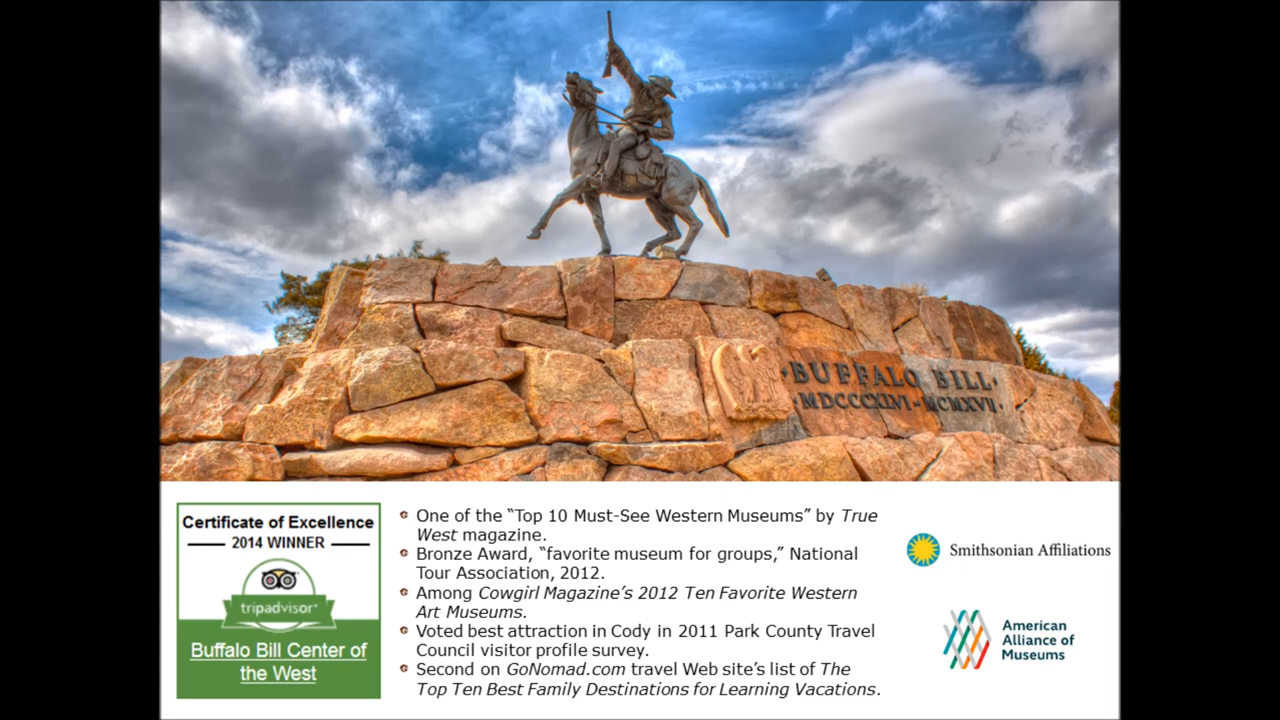 ·BUFFALO BILL·
·MDCCCXLVI-MCMXVII·
Certificate of Excellence
2014 WINNER
tripadvisor
Buffalo Bill Center of
the West
One of the “Top 10 Must-See Western Museums” by True
West magazine.
Bronze Award, “favorite museum for groups,” National
Tour Association, 2012.
Among Cowgirl Magazine’s 2012 Ten Favorite Western
Art Museums.
Voted best attraction in Cody in 2011 Park County Travel
Council visitor profile survey.
Second on GoNomad.com travel Web site’s list of The
Top Ten Best Family Destinations for Learning Vacations.
Smithsonian Affiliations
American
Alliance of
Museums